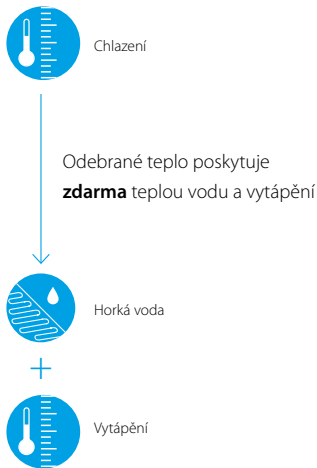 Chlazení
Odebrané teplo poskytuje
zdarma teplou vodu a vytápění
Horká voda
+
Vytápění